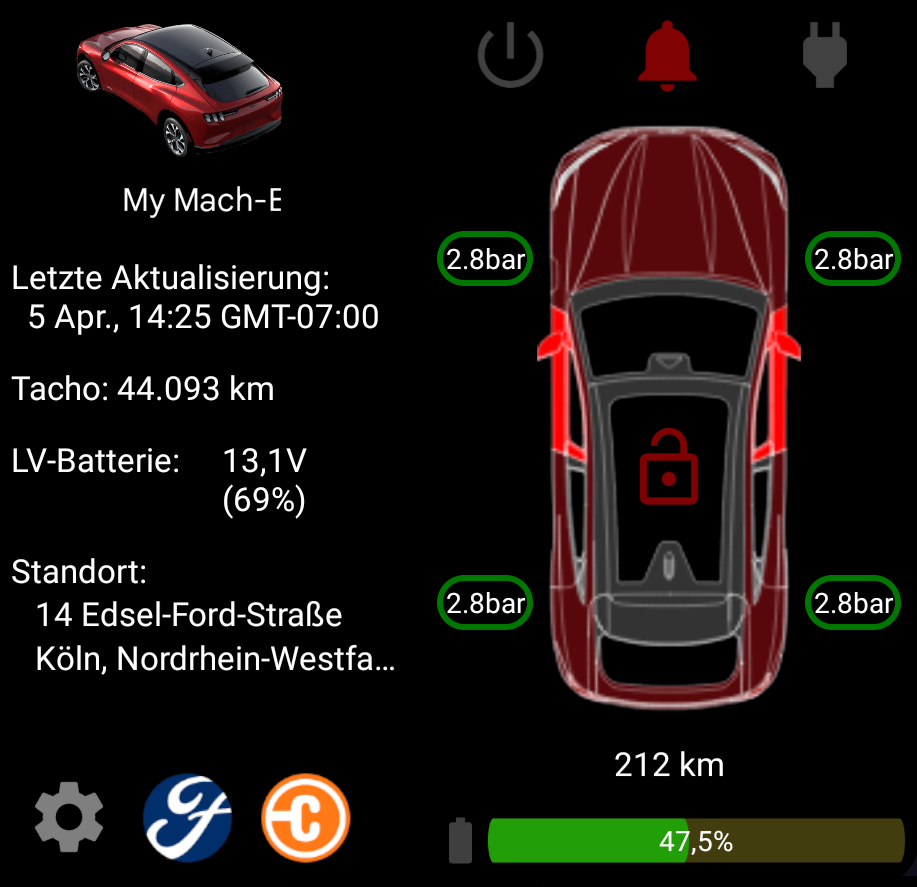 My Mach-E
Letzte Aktualisierung:
5 Apr., 14:25 GMT-07:00
Tacho: 44.093 km
LV-Batterie: 13,1V
(69%)
Standort:
14 Edsel-Ford-Straße
Köln, Nordrhein-Westfa...
2.8bar 2.8bar
2.8bar 2.8bar
212 km
47,5%